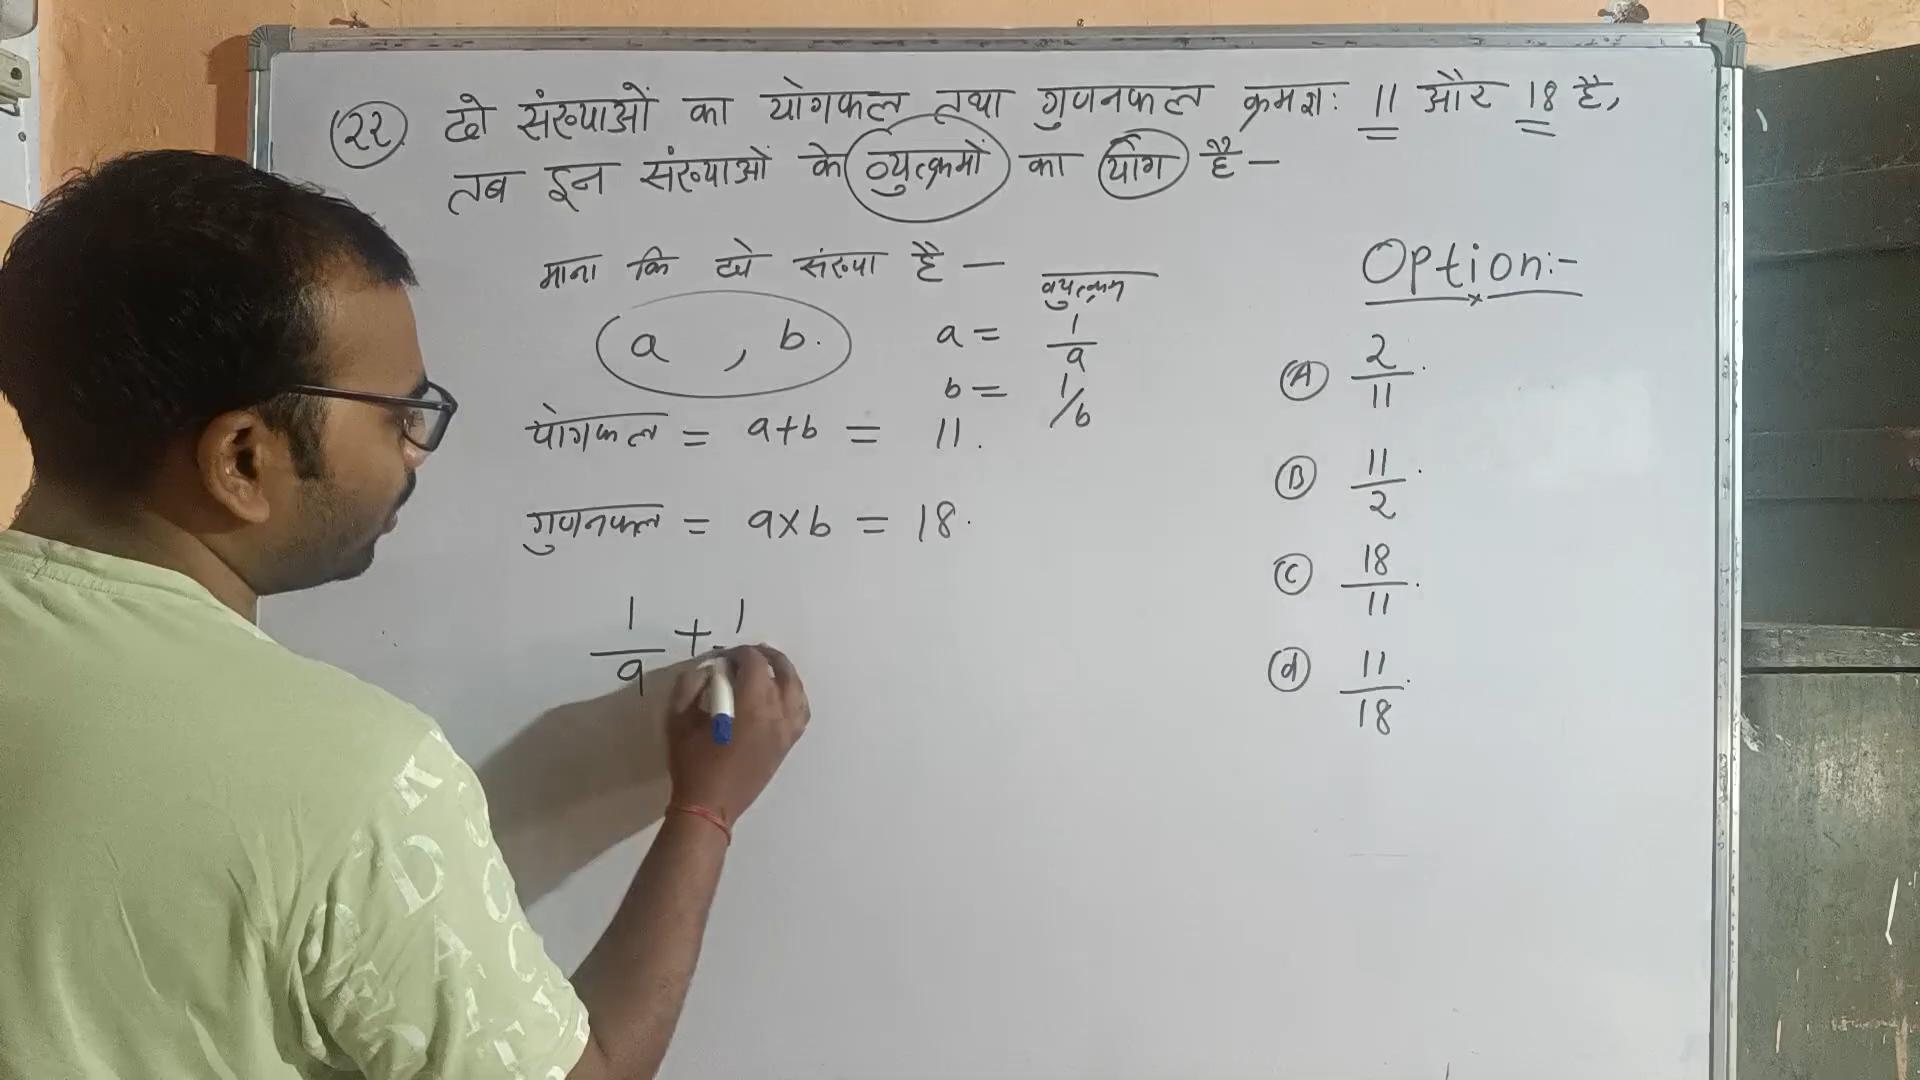 (२२) दो संख्याओं का योगफल तथा गुणनफल क्रमशः 11 और 18 है,
तब इन संख्याओं के व्युत्क्रमों का योग है –
माना कि दो संख्या है –
a , b.
व्युत्क्रम
a = 1/a
b = 1/b
योगफल = a+b = 11.
गुणनफल = a×b = 18.
1/a + 1
Option:-
(A) 2/11.
(B) 11/2.
(C) 18/11.
(d) 11/18.